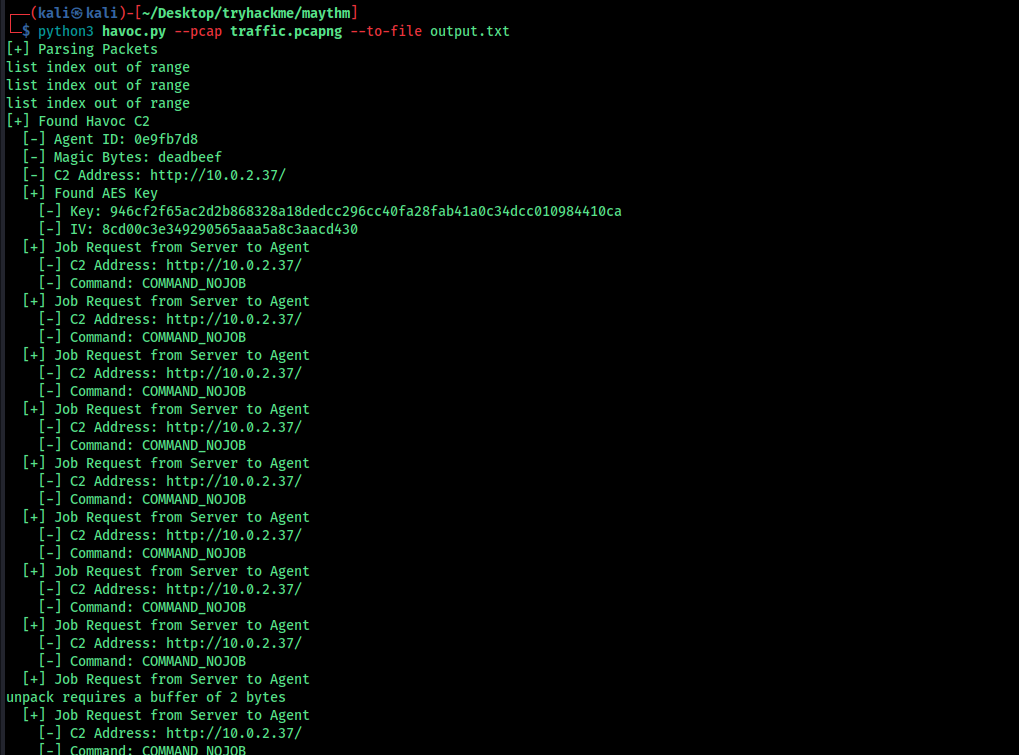 ┌──(kali㉿kali)-[~/Desktop/tryhackme/maythm]
└─$ python3 havoc.py --pcap traffic.pcapng --to-file output.txt
[+] Parsing Packets
list index out of range
list index out of range
list index out of range
[+] Found Havoc C2
  [-] Agent ID: 0e9fb7d8
  [-] Magic Bytes: deadbeef
  [-] C2 Address: http://10.0.2.37/
  [+] Found AES Key
    [-] Key: 946cf2f65ac2d2b868328a18dedcc296cc40fa28fab41a0c34dcc010984410ca
    [-] IV: 8cd00c3e349290565aaa5a8c3aacd430
  [+] Job Request from Server to Agent
    [-] C2 Address: http://10.0.2.37/
    [-] Command: COMMAND_NOJOB
  [+] Job Request from Server to Agent
    [-] C2 Address: http://10.0.2.37/
    [-] Command: COMMAND_NOJOB
  [+] Job Request from Server to Agent
    [-] C2 Address: http://10.0.2.37/
    [-] Command: COMMAND_NOJOB
  [+] Job Request from Server to Agent
    [-] C2 Address: http://10.0.2.37/
    [-] Command: COMMAND_NOJOB
  [+] Job Request from Server to Agent
    [-] C2 Address: http://10.0.2.37/
    [-] Command: COMMAND_NOJOB
  [+] Job Request from Server to Agent
    [-] C2 Address: http://10.0.2.37/
    [-] Command: COMMAND_NOJOB
  [+] Job Request from Server to Agent
    [-] C2 Address: http://10.0.2.37/
    [-] Command: COMMAND_NOJOB
  [+] Job Request from Server to Agent
    [-] C2 Address: http://10.0.2.37/
    [-] Command: COMMAND_NOJOB
  [+] Job Request from Server to Agent
unpack requires a buffer of 2 bytes
  [+] Job Request from Server to Agent
    [-] C2 Address: http://10.0.2.37/
    [-] Command: COMMAND_NOJOB